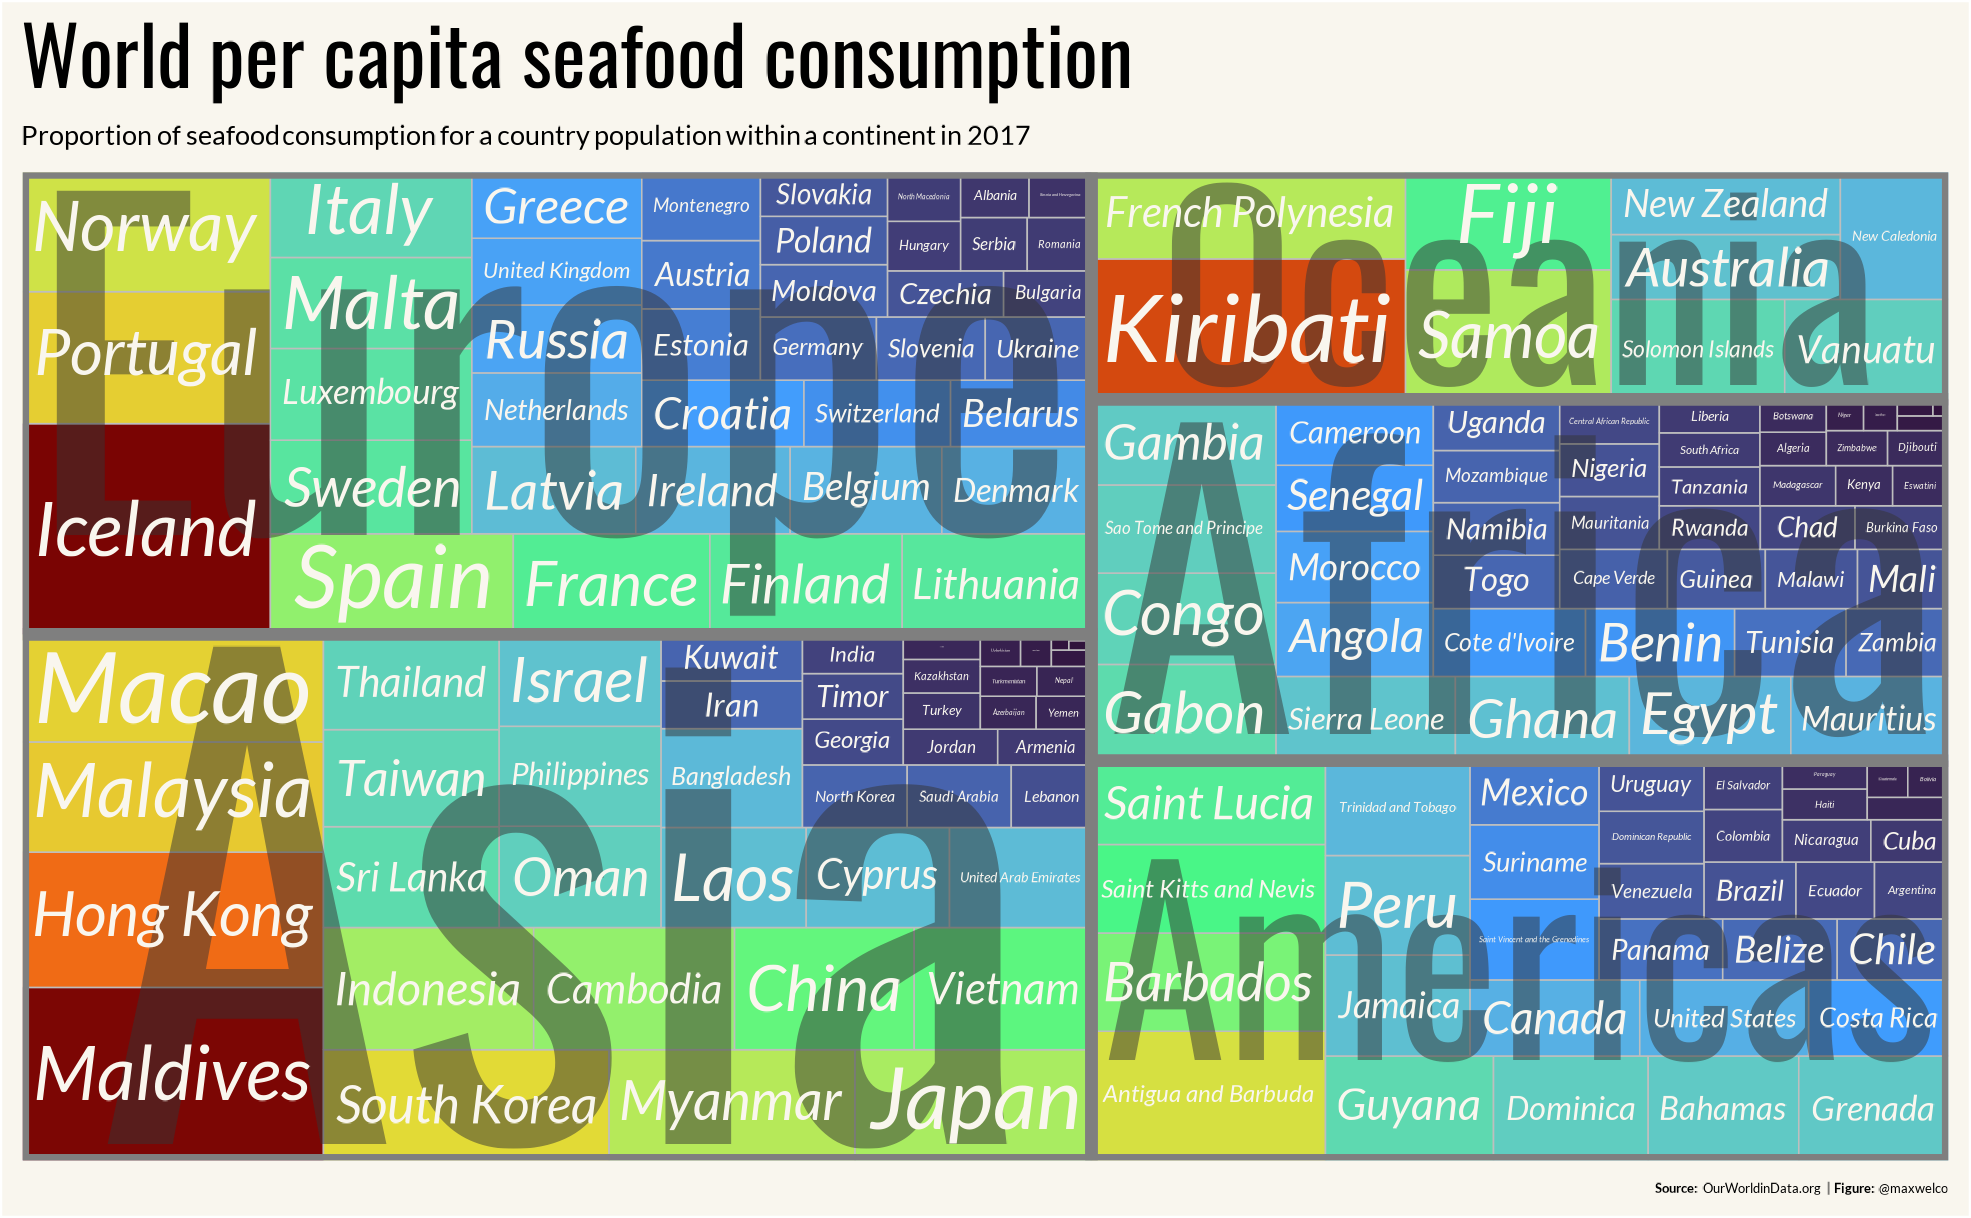 World per capita seafood consumption
Proportion of seafood consumption for a country population within a continent in 2017
Europe
Norway
Portugal
Iceland
Italy
Malta
Luxembourg
Sweden
Spain
France
Finland
Lithuania
Greece
United Kingdom
Russia
Netherlands
Latvia
Ireland
Belgium
Denmark
Montenegro
Austria
Estonia
Croatia
Switzerland
Belarus
Slovakia
Poland
Moldova
Germany
Slovenia
Ukraine
North Macedonia
Albania
Bosnia and Herzegovina
Hungary
Serbia
Romania
Czechia
Bulgaria
Oceania
French Polynesia
Kiribati
Fiji
Samoa
New Zealand
Australia
New Caledonia
Solomon Islands
Vanuatu
Africa
Gambia
Sao Tome and Principe
Congo
Gabon
Cameroon
Senegal
Morocco
Angola
Sierra Leone
Ghana
Egypt
Mauritius
Uganda
Mozambique
Namibia
Togo
Cote d'Ivoire
Benin
Tunisia
Zambia
Central African Republic
Nigeria
Mauritania
Cape Verde
Guinea
Malawi
Mali
Liberia
South Africa
Tanzania
Rwanda
Chad
Burkina Faso
Botswana
Algeria
Madagascar
Kenya
Eswatini
Niger
Zimbabwe
Djibouti
Asia
Macao
Malaysia
Hong Kong
Maldives
Thailand
Taiwan
Sri Lanka
Israel
Philippines
Oman
Indonesia
Cambodia
China
Vietnam
South Korea
Myanmar
Japan
Kuwait
Iran
Bangladesh
Laos
Cyprus
United Arab Emirates
India
Timor
Georgia
North Korea
Saudi Arabia
Lebanon
Kazakhstan
Turkey
Jordan
Armenia
Uzbekistan
Turkmenistan
Nepal
Azerbaijan
Yemen
Americas
Saint Lucia
Saint Kitts and Nevis
Barbados
Antigua and Barbuda
Trinidad and Tobago
Peru
Jamaica
Guyana
Dominica
Bahamas
Grenada
Mexico
Suriname
Saint Vincent and the Grenadines
Canada
United States
Costa Rica
Uruguay
Dominican Republic
Venezuela
Panama
Belize
Chile
El Salvador
Colombia
Brazil
Ecuador
Argentina
Paraguay
Haiti
Nicaragua
Cuba
Guatemala
Bolivia
Source: OurWorldinData.org | Figure: @maxwelco